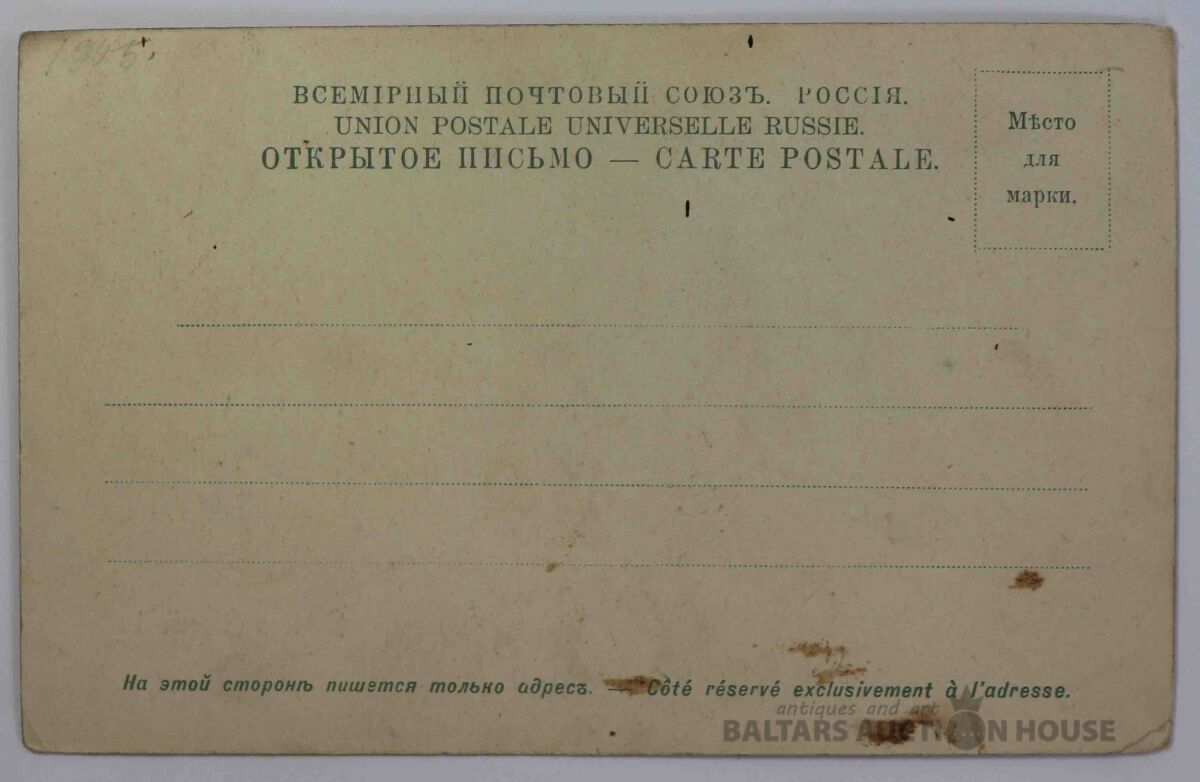 1905.
ВСЕМІРНЫЙ ПОЧТОВЫЙ СОЮЗЪ. РОССІЯ.
UNION POSTALE UNIVERSELLE RUSSIE.
ОТКРЫТОЕ ПИСЬМО — CARTE POSTALE.
Мѣсто
для
марки.
На этой сторонѣ пишется только адресъ. — Côté réservé exclusivement à l'adresse.
antiques and art
BALTARS AUCTION HOUSE